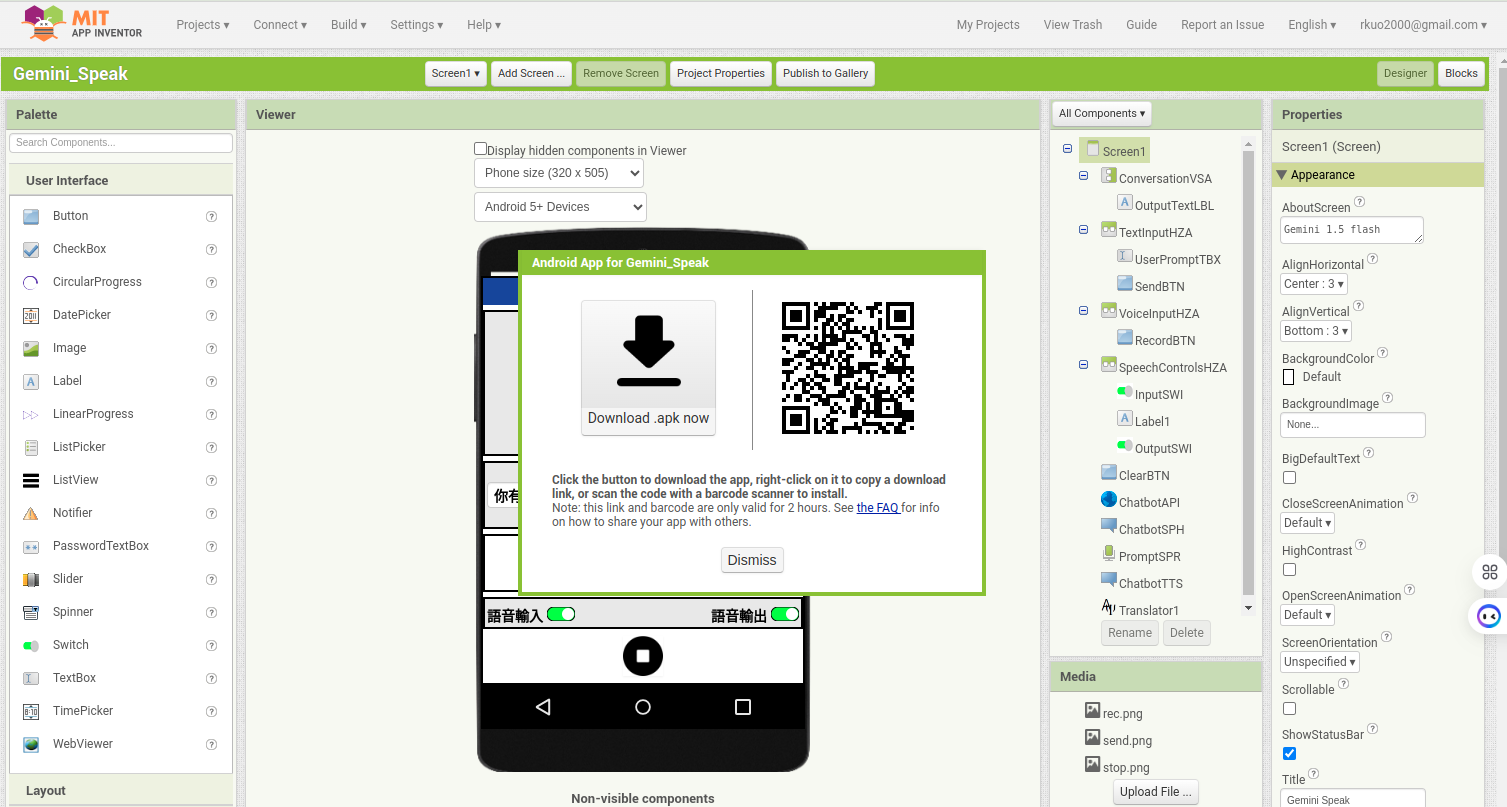 MIT
APP INVENTOR
Projects ▾ Connect ▾ Build ▾ Settings ▾ Help ▾ My Projects View Trash Guide Report an Issue English ▾ rkuo2000@gmail.com ▾
Gemini_Speak
Screen1 ▾ Add Screen ... Remove Screen Project Properties Publish to Gallery Designer Blocks
Palette
Search Components...
User Interface
Button ?
CheckBox ?
CircularProgress ?
DatePicker ?
Image ?
Label ?
LinearProgress ?
ListPicker ?
ListView ?
Notifier ?
PasswordTextBox ?
Slider ?
Spinner ?
Switch ?
TextBox ?
TimePicker ?
WebViewer ?
Layout
Viewer
Display hidden components in Viewer
Phone size (320 x 505)
Android 5+ Devices
Android App for Gemini_Speak
Download .apk now
Click the button to download the app, right-click on it to copy a download
link, or scan the code with a barcode scanner to install.
Note: this link and barcode are only valid for 2 hours. See the FAQ for info
on how to share your app with others.
Dismiss
你有
語音輸入 語音輸出
Non-visible components
All Components ▾
Screen1
ConversationVSA
OutputTextLBL
TextInputHZA
UserPromptTBX
SendBTN
VoiceInputHZA
RecordBTN
SpeechControlsHZA
InputSWI
Label1
OutputSWI
ClearBTN
ChatbotAPI
ChatbotSPH
PromptSPR
ChatbotTTS
Translator1
Rename Delete
Media
rec.png
send.png
stop.png
Upload File ...
Properties
Screen1 (Screen)
Appearance
AboutScreen ?
Gemini 1.5 flash
AlignHorizontal ?
Center : 3 ▾
AlignVertical ?
Bottom : 3 ▾
BackgroundColor ?
Default
BackgroundImage ?
None...
BigDefaultText ?
CloseScreenAnimation ?
Default ▾
HighContrast ?
OpenScreenAnimation ?
Default ▾
ScreenOrientation ?
Unspecified ▾
Scrollable ?
ShowStatusBar ?
Title ?
Gemini Speak